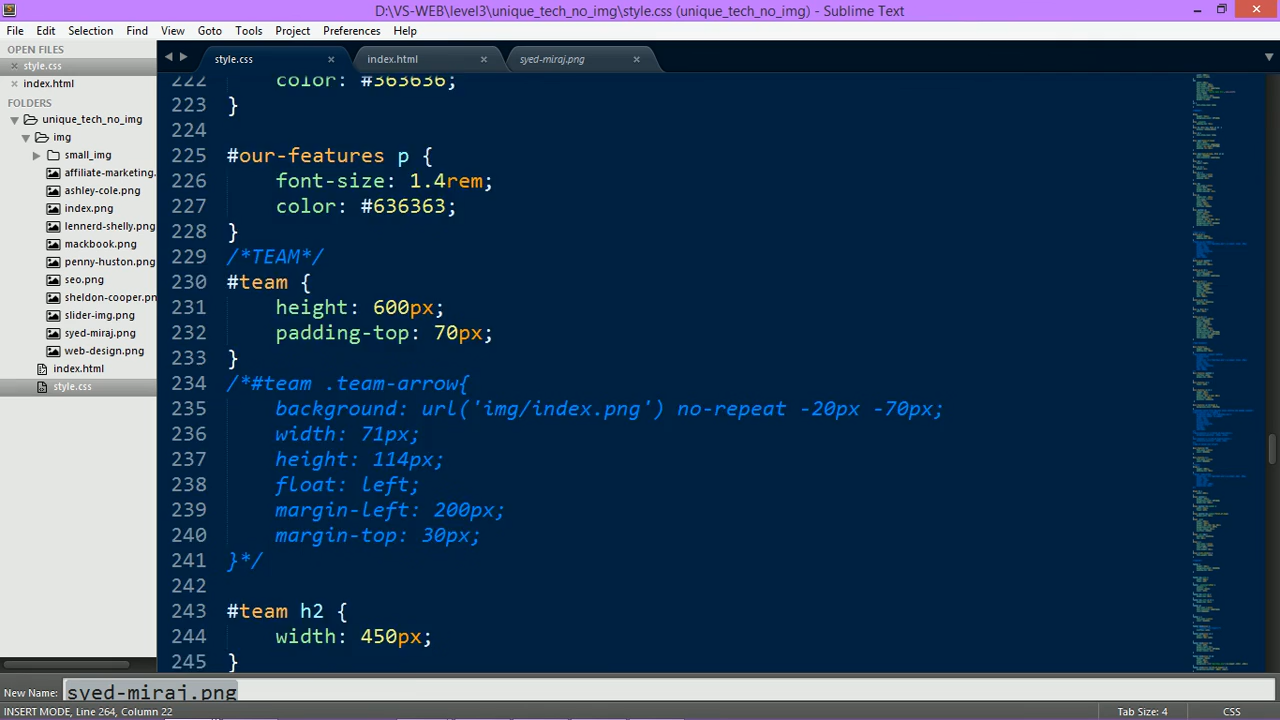 D:\VS-WEB\level3\unique_tech_no_img\style.css (unique_tech_no_img) - Sublime Text
File Edit Selection Find View Goto Tools Project Preferences Help
OPEN FILES
style.css
index.html
FOLDERS
unique_tech_no_img
img
small_img
affiliate-marketing.
ashley-cole.png
index.png
lennerd-shelly.png
mackbook.png
penny-huston.png
seo.png
sheldon-cooper.pn
slider-img.png
syed-miraj.png
web-design.png
index.html
style.css
style.css index.html syed-miraj.png
222 color: #363636;
223 }
224
225 #our-features p {
226 font-size: 1.4rem;
227 color: #636363;
228 }
229 /*TEAM*/
230 #team {
231 height: 600px;
232 padding-top: 70px;
233 }
234 /*#team .team-arrow{
235 background: url('img/index.png') no-repeat -20px -70px;
236 width: 71px;
237 height: 114px;
238 float: left;
239 margin-left: 200px;
240 margin-top: 30px;
241 }*/
242
243 #team h2 {
244 width: 450px;
245 }
New Name: syed-miraj.png
INSERT MODE, Line 264, Column 22 Tab Size: 4 CSS